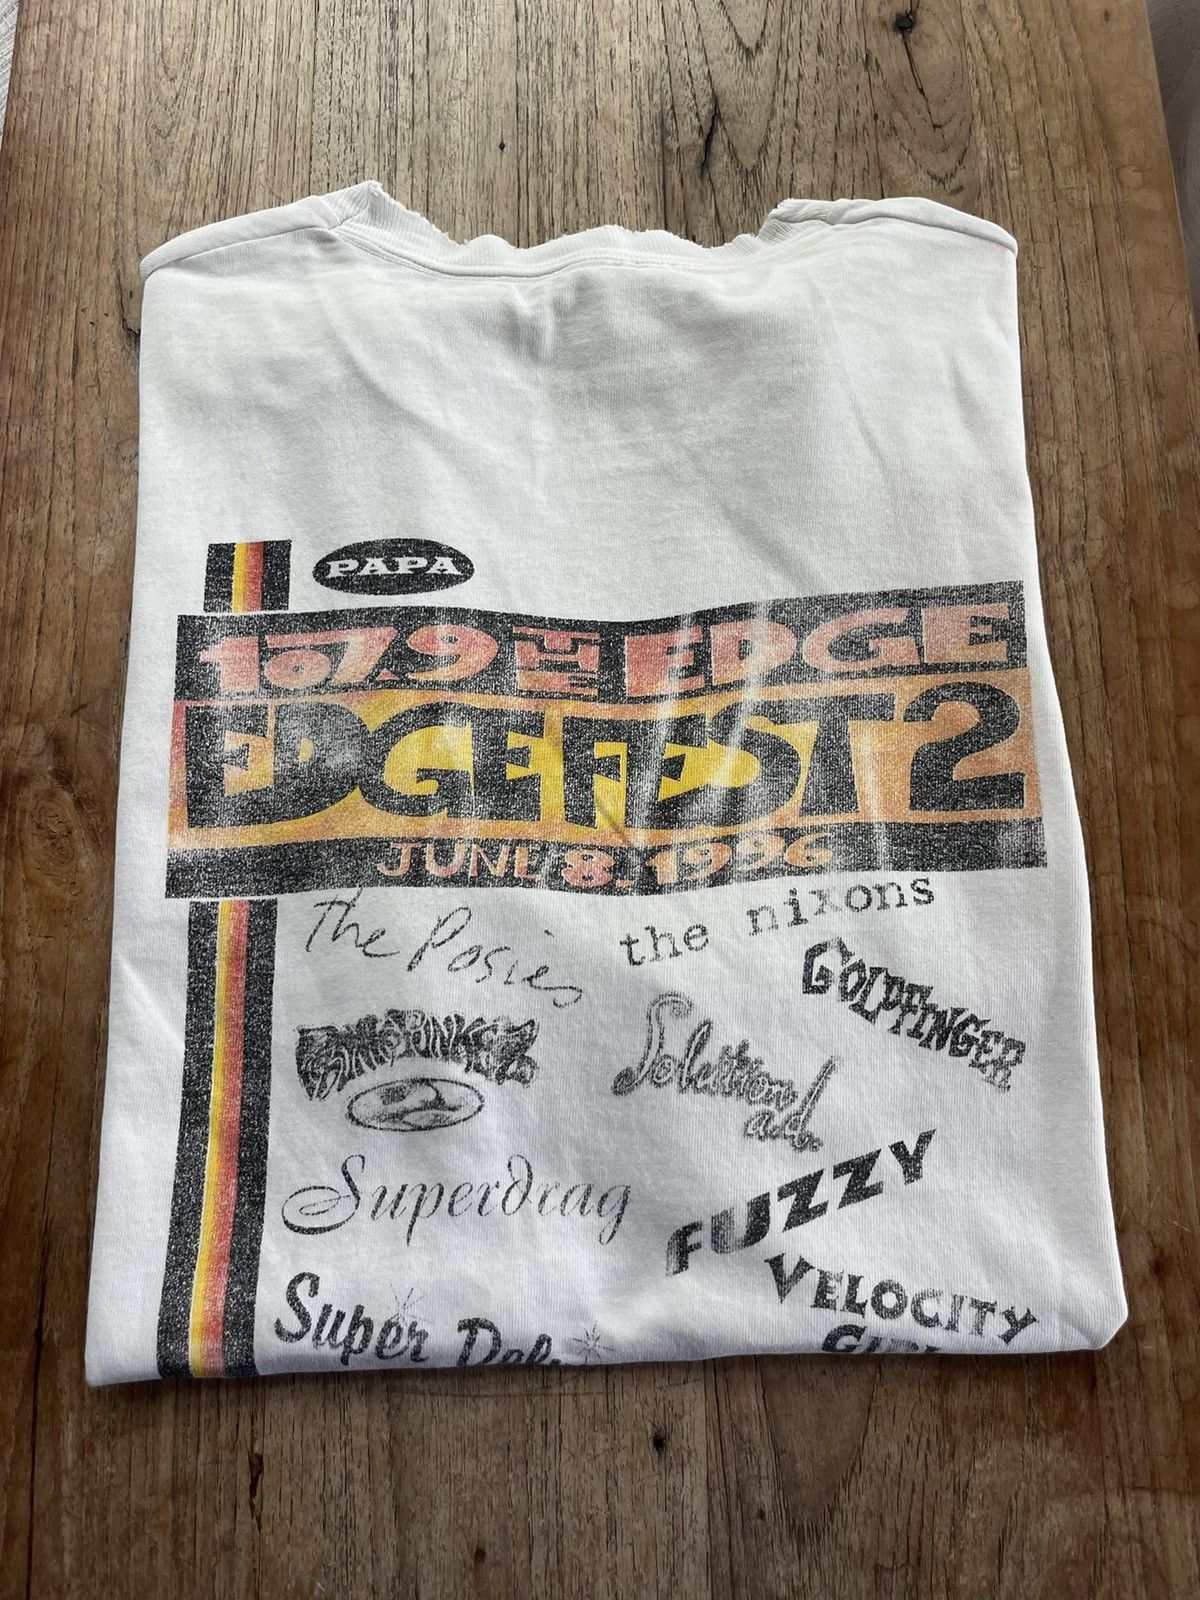 PAPA
107.9 THE EDGE
EDGEFEST 2
JUNE 8, 1996
the Posies
the nixons
GOLDFINGER
Solution
a.d.
Superdrag
FUZZY
VELOCITY
Super